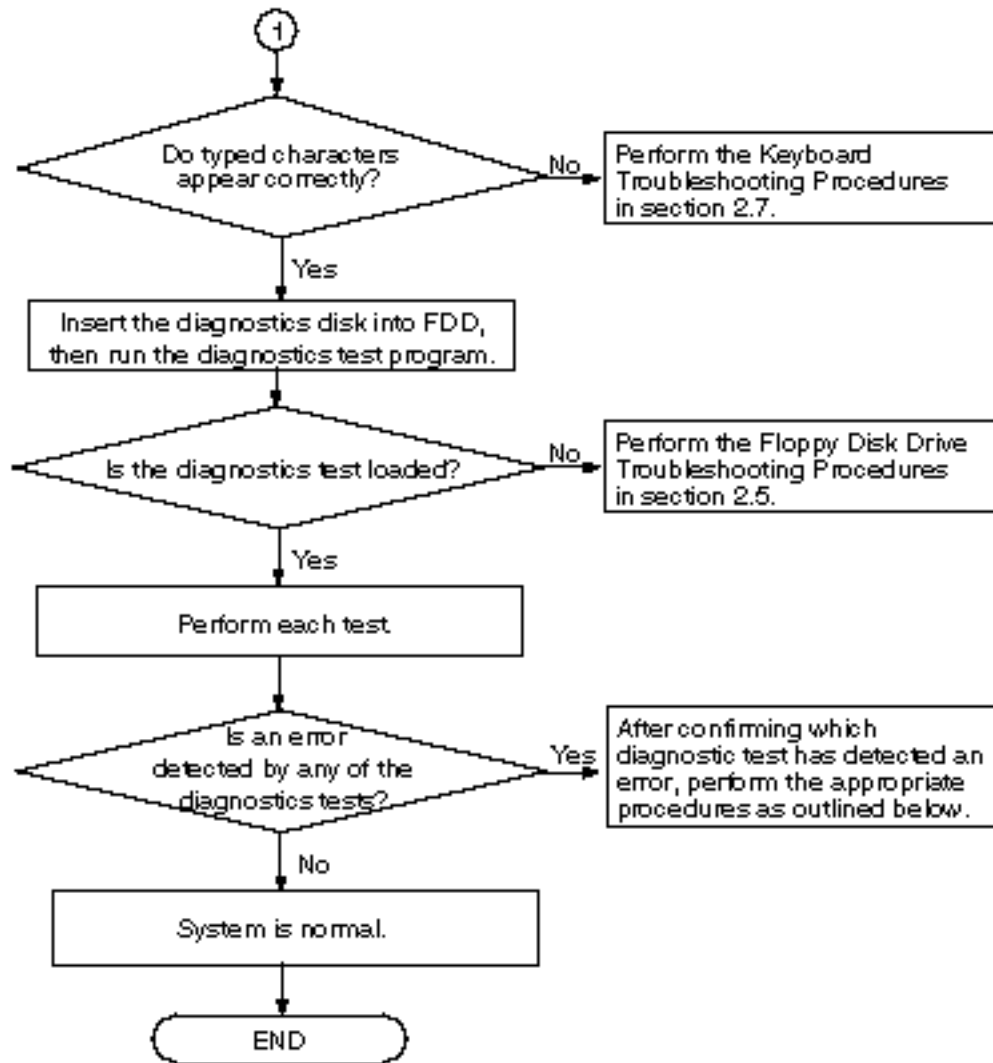 1
Do typed characters
appear correctly?
No
Perform the Keyboard
Troubleshooting Procedures
in section 2.7.
Yes
Insert the diagnostics disk into FDD,
then run the diagnostics test program.
Is the diagnostics test loaded?
No
Perform the Floppy Disk Drive
Troubleshooting Procedures
in section 2.5.
Yes
Perform each test.
Is an error
detected by any of the
diagnostics tests?
Yes
After confirming which
diagnostic test has detected an
error, perform the appropriate
procedures as outlined below.
No
System is normal.
END